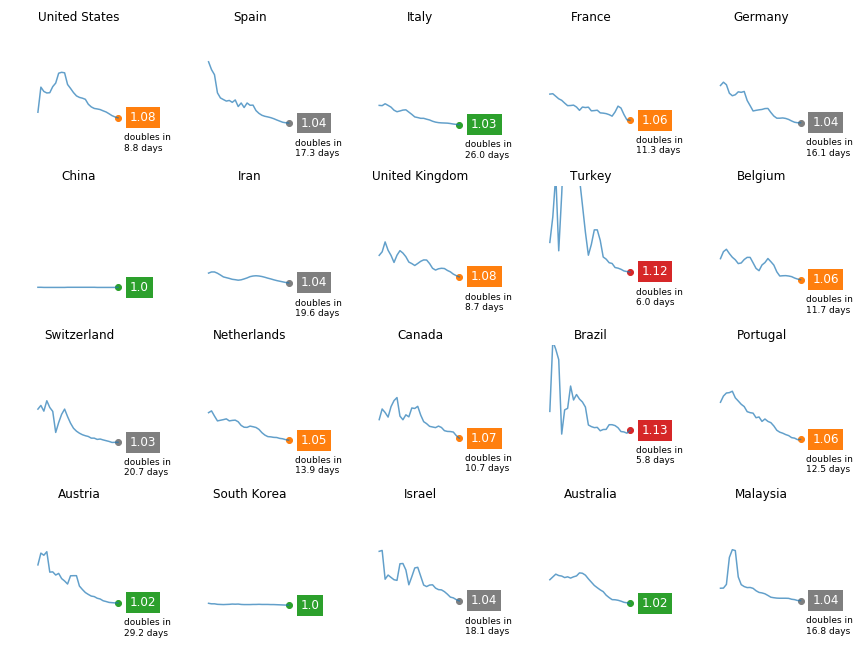 United States
1.08
doubles in
8.8 days
Spain
1.04
doubles in
17.3 days
Italy
1.03
doubles in
26.0 days
France
1.06
doubles in
11.3 days
Germany
1.04
doubles in
16.1 days
China
1.0
Iran
1.04
doubles in
19.6 days
United Kingdom
1.08
doubles in
8.7 days
Turkey
1.12
doubles in
6.0 days
Belgium
1.06
doubles in
11.7 days
Switzerland
1.03
doubles in
20.7 days
Netherlands
1.05
doubles in
13.9 days
Canada
1.07
doubles in
10.7 days
Brazil
1.13
doubles in
5.8 days
Portugal
1.06
doubles in
12.5 days
Austria
1.02
doubles in
29.2 days
South Korea
1.0
Israel
1.04
doubles in
18.1 days
Australia
1.02
Malaysia
1.04
doubles in
16.8 days